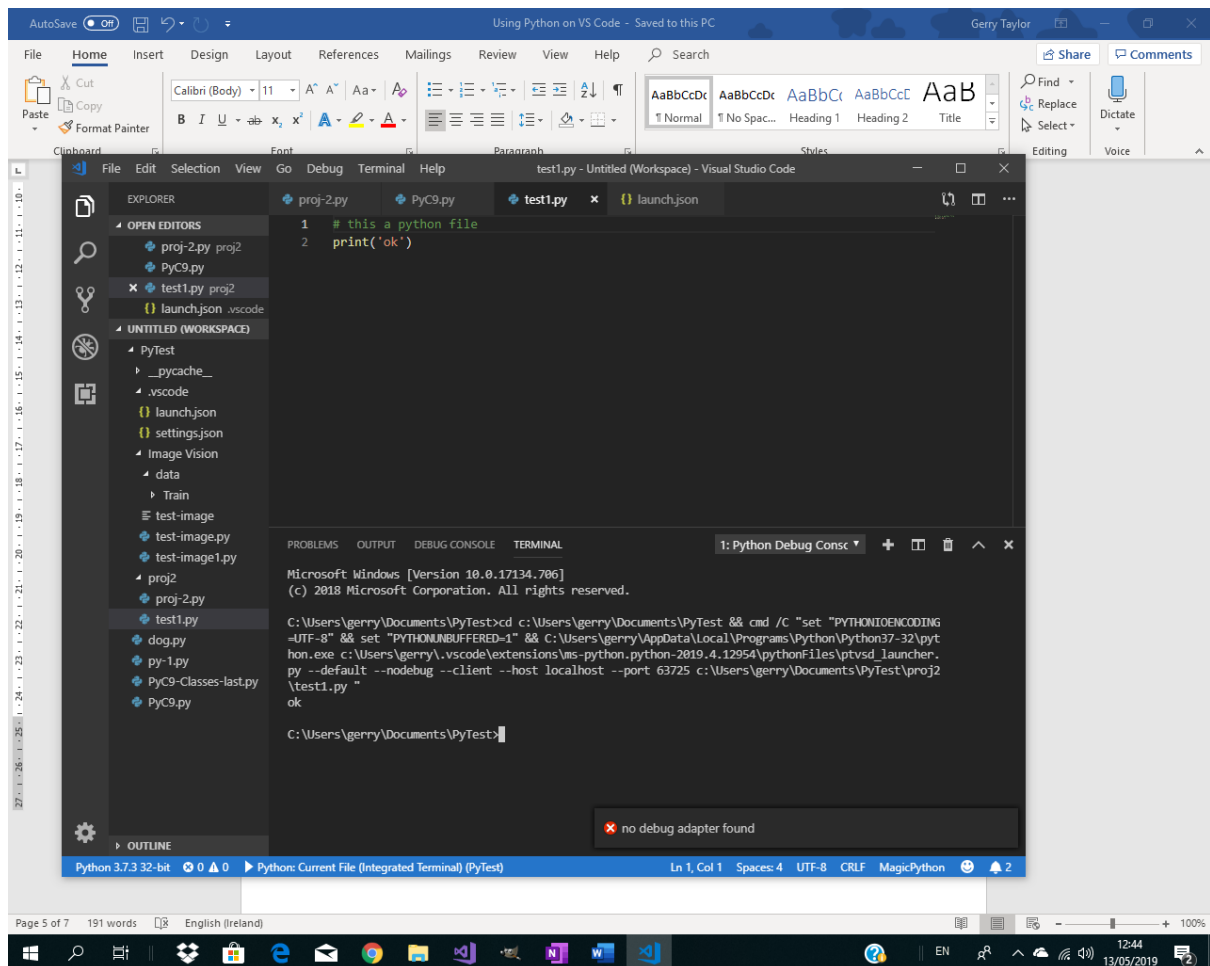 AutoSave Off Using Python on VS Code - Saved to this PC Gerry Taylor
File Home Insert Design Layout References Mailings Review View Help Search Share Comments
Cut
Copy
Paste
Format Painter
Calibri (Body) 11
AaBbCcDc AaBbCcDc AaBbCc AaBbCcE AaB
¶ Normal ¶ No Spac... Heading 1 Heading 2 Title
Find
Replace
Select
Dictate
Clipboard Font Paragraph Styles Editing Voice
File Edit Selection View Go Debug Terminal Help test1.py - Untitled (Workspace) - Visual Studio Code
EXPLORER
OPEN EDITORS
proj-2.py proj2
PyC9.py
test1.py proj2
launch.json .vscode
UNTITLED (WORKSPACE)
PyTest
__pycache__
.vscode
launch.json
settings.json
Image Vision
data
Train
test-image
test-image.py
test-image1.py
proj2
proj-2.py
test1.py
dog.py
py-1.py
PyC9-Classes-last.py
PyC9.py
OUTLINE
proj-2.py PyC9.py test1.py launch.json
1 # this a python file
2 print('ok')
PROBLEMS OUTPUT DEBUG CONSOLE TERMINAL 1: Python Debug Consc
Microsoft Windows [Version 10.0.17134.706]
(c) 2018 Microsoft Corporation. All rights reserved.
C:\Users\gerry\Documents\PyTest>cd c:\Users\gerry\Documents\PyTest && cmd /C "set "PYTHONIOENCODING
=UTF-8" && set "PYTHONUNBUFFERED=1" && C:\Users\gerry\AppData\Local\Programs\Python\Python37-32\pyt
hon.exe c:\Users\gerry\.vscode\extensions\ms-python.python-2019.4.12954\pythonFiles\ptvsd_launcher.
py --default --nodebug --client --host localhost --port 63725 c:\Users\gerry\Documents\PyTest\proj2
\test1.py "
ok
C:\Users\gerry\Documents\PyTest>
no debug adapter found
Python 3.7.3 32-bit 0 0 Python: Current File (Integrated Terminal) (PyTest) Ln 1, Col 1 Spaces: 4 UTF-8 CRLF MagicPython 2
Page 5 of 7 191 words English (Ireland) 100%
EN 12:44
13/05/2019